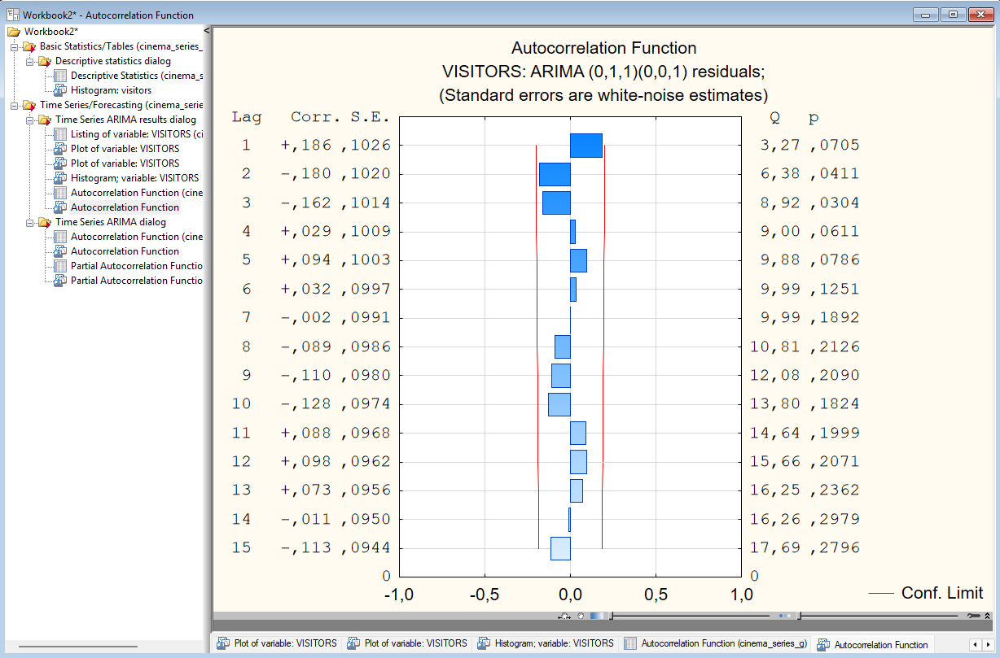 Workbook2* - Autocorrelation Function
Workbook2*
Basic Statistics/Tables (cinema_series_
Descriptive statistics dialog
Descriptive Statistics (cinema_s
Histogram: visitors
Time Series/Forecasting (cinema_serie
Time Series ARIMA results dialog
Listing of variable: VISITORS (ci
Plot of variable: VISITORS
Plot of variable: VISITORS
Histogram; variable: VISITORS
Autocorrelation Function (cine
Autocorrelation Function
Time Series ARIMA dialog
Autocorrelation Function (cine
Autocorrelation Function
Partial Autocorrelation Functio
Partial Autocorrelation Functio
Autocorrelation Function
VISITORS: ARIMA (0,1,1)(0,0,1) residuals;
(Standard errors are white-noise estimates)
Lag Corr. S.E. Q p
1 +,186 ,1026 3,27 ,0705
2 -,180 ,1020 6,38 ,0411
3 -,162 ,1014 8,92 ,0304
4 +,029 ,1009 9,00 ,0611
5 +,094 ,1003 9,88 ,0786
6 +,032 ,0997 9,99 ,1251
7 -,002 ,0991 9,99 ,1892
8 -,089 ,0986 10,81 ,2126
9 -,110 ,0980 12,08 ,2090
10 -,128 ,0974 13,80 ,1824
11 +,088 ,0968 14,64 ,1999
12 +,098 ,0962 15,66 ,2071
13 +,073 ,0956 16,25 ,2362
14 -,011 ,0950 16,26 ,2979
15 -,113 ,0944 17,69 ,2796
0 0
-1,0 -0,5 0,0 0,5 1,0
Conf. Limit
Plot of variable: VISITORS Plot of variable: VISITORS Histogram; variable: VISITORS Autocorrelation Function (cinema_series_g) Autocorrelation Function